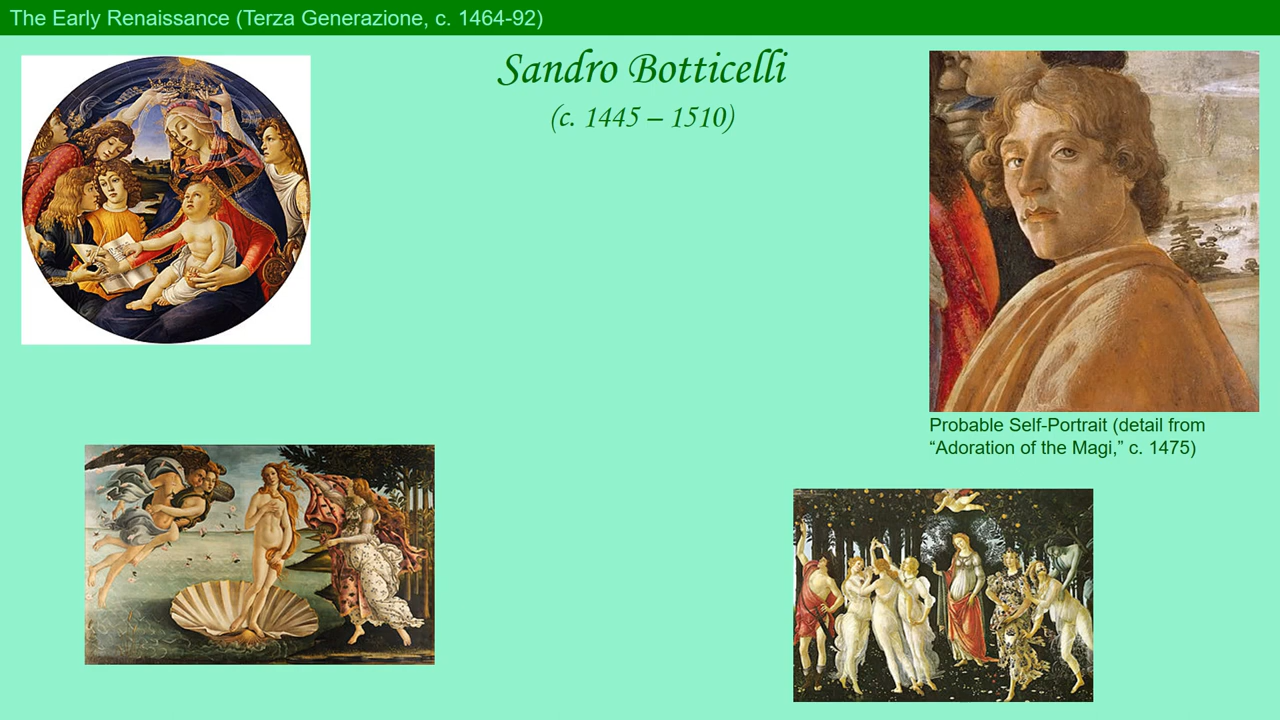 The Early Renaissance (Terza Generazione, c. 1464-92)
Sandro Botticelli
(c. 1445 – 1510)
Probable Self-Portrait (detail from
“Adoration of the Magi,” c. 1475)